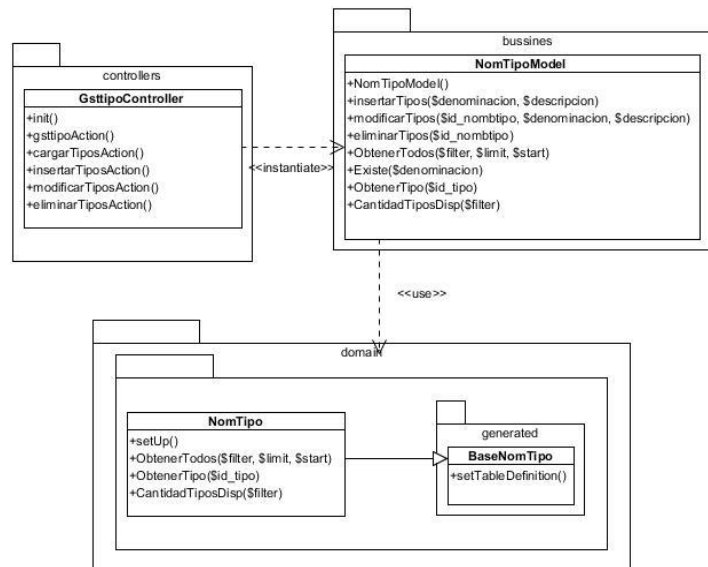 controllers
GsttipoController
+init()
+gsttipoAction()
+cargarTiposAction()
+insertarTiposAction()
+modificarTiposAction()
+eliminarTiposAction()
<<instantiate>>
bussines
NomTipoModel
+NomTipoModel()
+insertarTipos($denominacion, $descripcion)
+modificarTipos($id_nombtipo, $denominacion, $descripcion)
+eliminarTipos($id_nombtipo)
+ObtenerTodos($filter, $limit, $start)
+Existe($denominacion)
+ObtenerTipo($id_tipo)
+CantidadTiposDisp($filter)
<<use>>
domain
NomTipo
+setUp()
+ObtenerTodos($filter, $limit, $start)
+ObtenerTipo($id_tipo)
+CantidadTiposDisp($filter)
generated
BaseNomTipo
+setTableDefinition()